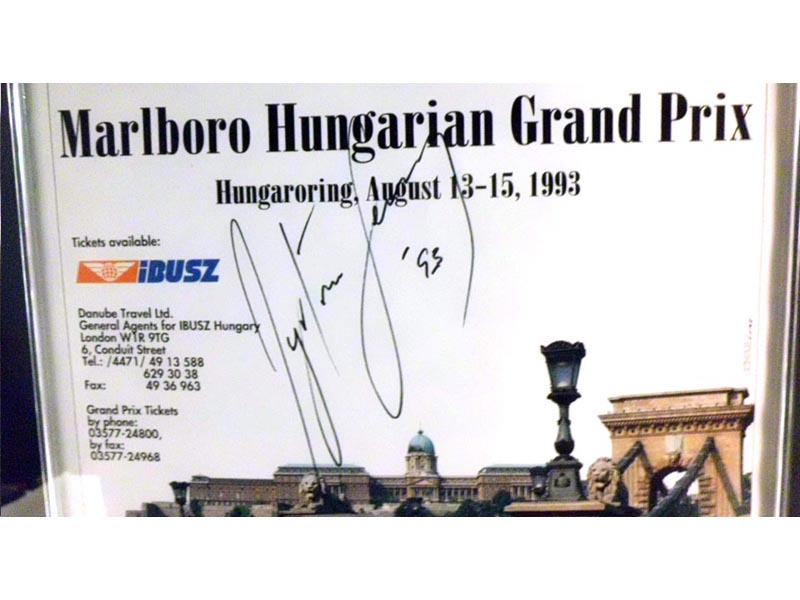 Marlboro Hungarian Grand Prix
Hungaroring, August 13-15, 1993
Tickets available:
iBUSZ
Danube Travel Ltd.
General Agents for IBUSZ Hungary
London W1R 9TG
6, Conduit Street
Tel.: /4471/ 49 13 588
629 30 38
Fax: 49 36 963
Grand Prix Tickets
by phone:
03577-24800,
by fax:
03577-24968
'93